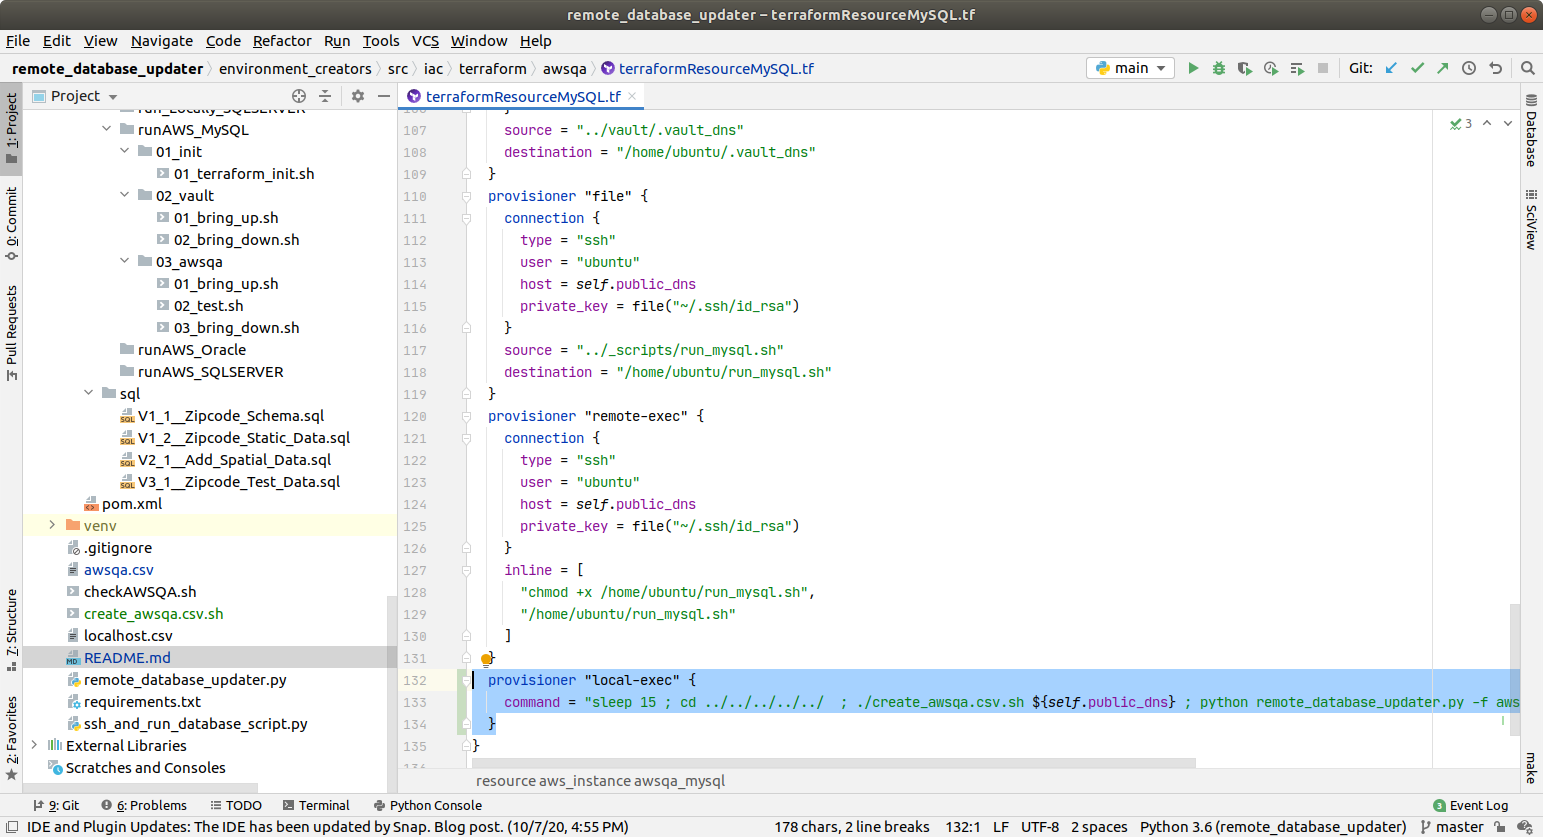 remote_database_updater – terraformResourceMySQL.tf
File Edit View Navigate Code Refactor Run Tools VCS Window Help
remote_database_updater environment_creators src iac terraform awsqa terraformResourceMySQL.tf main Git:
1: Project
0: Commit
Pull Requests
7: Structure
2: Favorites
Project
run_Locally_SQLSERVER
runAWS_MySQL
01_init
01_terraform_init.sh
02_vault
01_bring_up.sh
02_bring_down.sh
03_awsqa
01_bring_up.sh
02_test.sh
03_bring_down.sh
runAWS_Oracle
runAWS_SQLSERVER
sql
V1_1__Zipcode_Schema.sql
V1_2__Zipcode_Static_Data.sql
V2_1__Add_Spatial_Data.sql
V3_1__Zipcode_Test_Data.sql
pom.xml
venv
.gitignore
awsqa.csv
checkAWSQA.sh
create_awsqa.csv.sh
localhost.csv
README.md
remote_database_updater.py
requirements.txt
ssh_and_run_database_script.py
External Libraries
Scratches and Consoles
terraformResourceMySQL.tf
3
106 }
107 source = "../vault/.vault_dns"
108 destination = "/home/ubuntu/.vault_dns"
109 }
110 provisioner "file" {
111 connection {
112 type = "ssh"
113 user = "ubuntu"
114 host = self.public_dns
115 private_key = file("~/.ssh/id_rsa")
116 }
117 source = "../_scripts/run_mysql.sh"
118 destination = "/home/ubuntu/run_mysql.sh"
119 }
120 provisioner "remote-exec" {
121 connection {
122 type = "ssh"
123 user = "ubuntu"
124 host = self.public_dns
125 private_key = file("~/.ssh/id_rsa")
126 }
127 inline = [
128 "chmod +x /home/ubuntu/run_mysql.sh",
129 "/home/ubuntu/run_mysql.sh"
130 ]
131 }
132 provisioner "local-exec" {
133 command = "sleep 15 ; cd ../../../../../  ; ./create_awsqa.csv.sh ${self.public_dns} ; python remote_database_updater.py -f aws
134 }
135 }
136
resource aws_instance awsqa_mysql
Database
SciView
make
9: Git 6: Problems TODO Terminal Python Console 3 Event Log
IDE and Plugin Updates: The IDE has been updated by Snap. Blog post. (10/7/20, 4:55 PM) 178 chars, 2 line breaks 132:1 LF UTF-8 2 spaces Python 3.6 (remote_database_updater) master